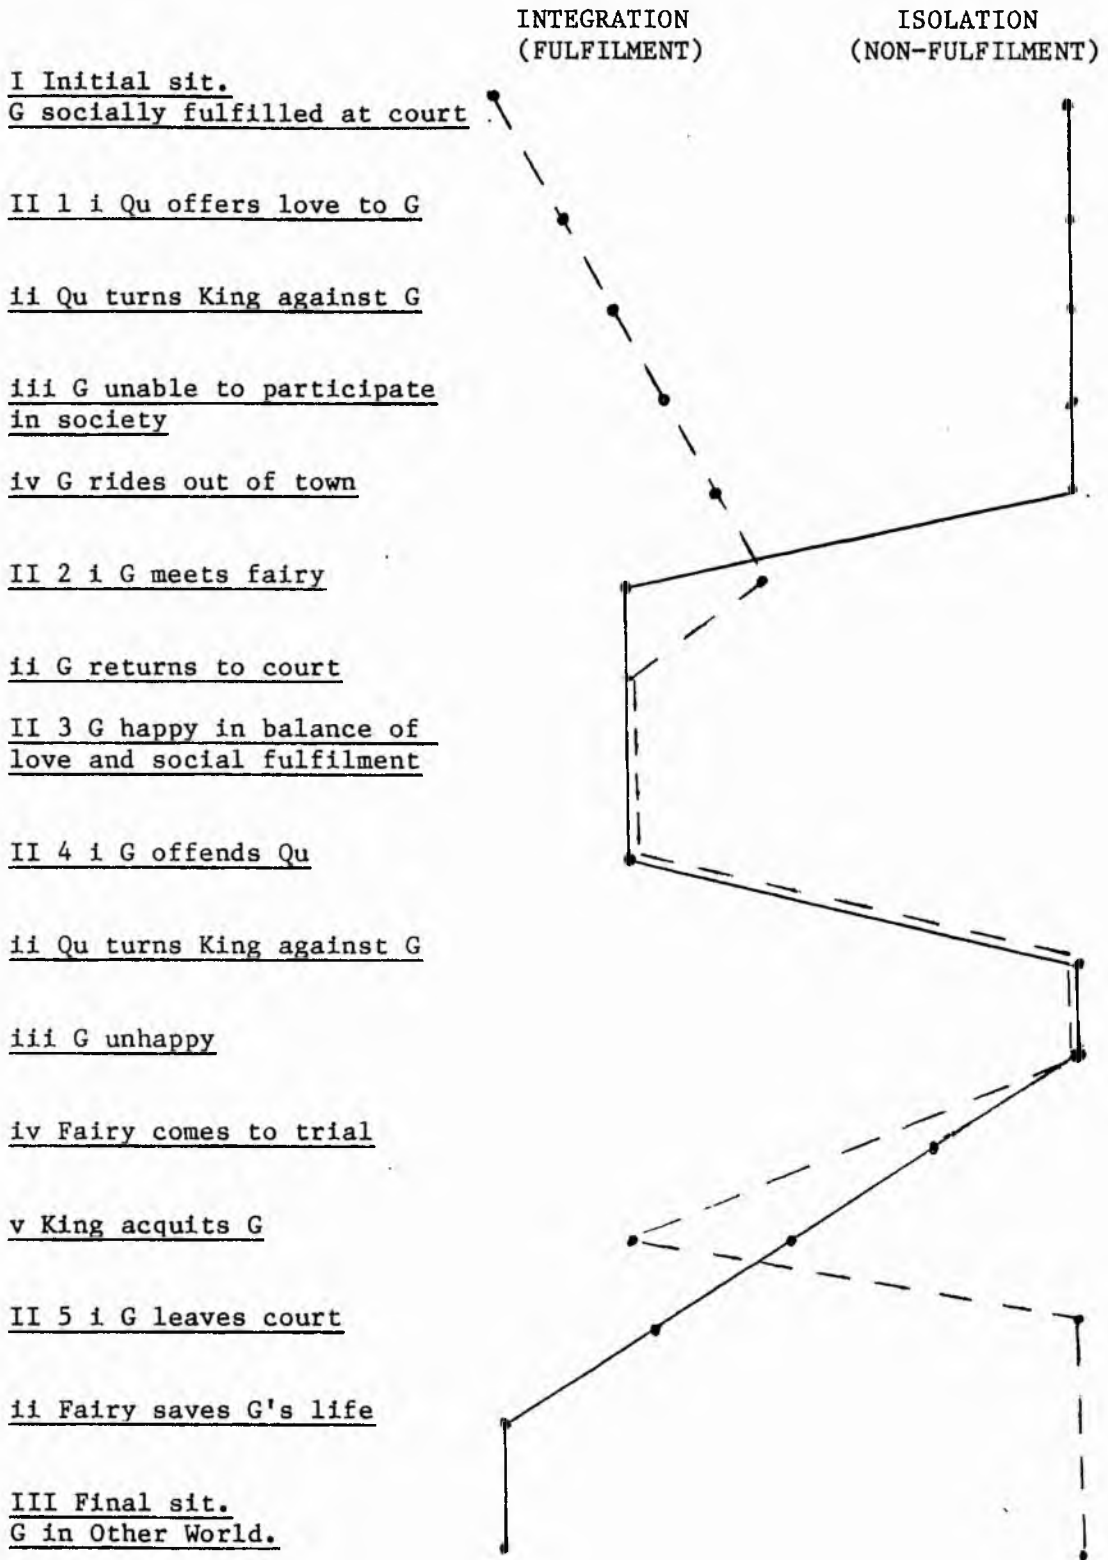 INTEGRATION
(FULFILMENT)
ISOLATION
(NON-FULFILMENT)
I Initial sit.
G socially fulfilled at court
II 1 i Qu offers love to G
ii Qu turns King against G
iii G unable to participate
in society
iv G rides out of town
II 2 i G meets fairy
ii G returns to court
II 3 G happy in balance of
love and social fulfilment
II 4 i G offends Qu
ii Qu turns King against G
iii G unhappy
iv Fairy comes to trial
v King acquits G
II 5 i G leaves court
ii Fairy saves G's life
III Final sit.
G in Other World.